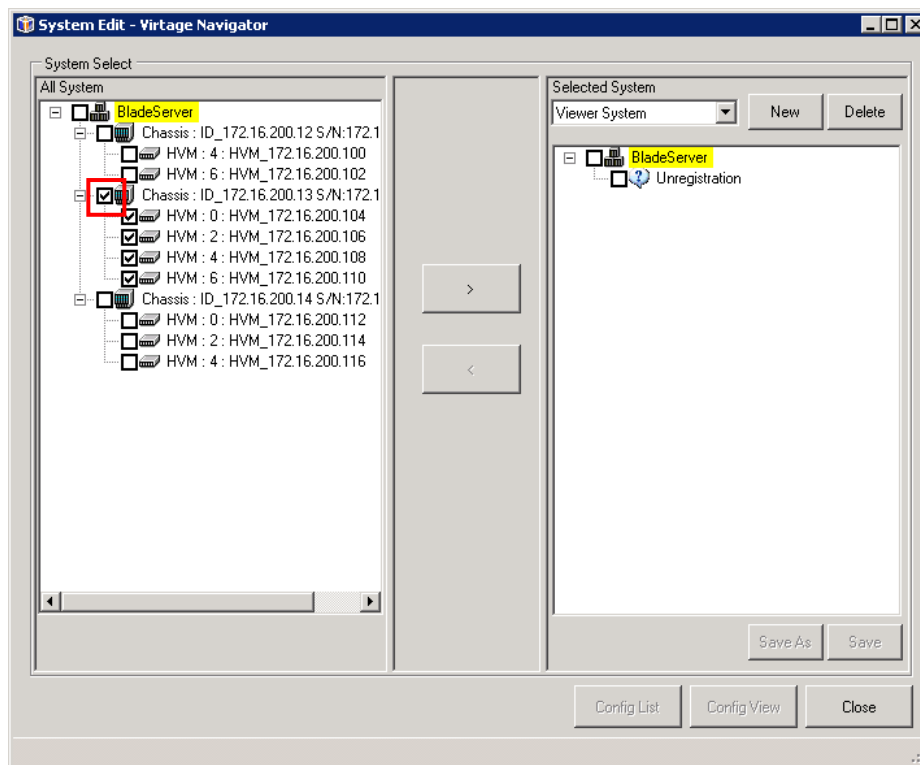 System Edit - Virtage Navigator
System Select
All System
BladeServer
Chassis : ID_172.16.200.12 S/N:172.1
HVM : 4 : HVM_172.16.200.100
HVM : 6 : HVM_172.16.200.102
Chassis : ID_172.16.200.13 S/N:172.1
HVM : 0 : HVM_172.16.200.104
HVM : 2 : HVM_172.16.200.106
HVM : 4 : HVM_172.16.200.108
HVM : 6 : HVM_172.16.200.110
Chassis : ID_172.16.200.14 S/N:172.1
HVM : 0 : HVM_172.16.200.112
HVM : 2 : HVM_172.16.200.114
HVM : 4 : HVM_172.16.200.116
>
<
Selected System
Viewer System
New
Delete
BladeServer
Unregistration
Save As
Save
Config List
Config View
Close